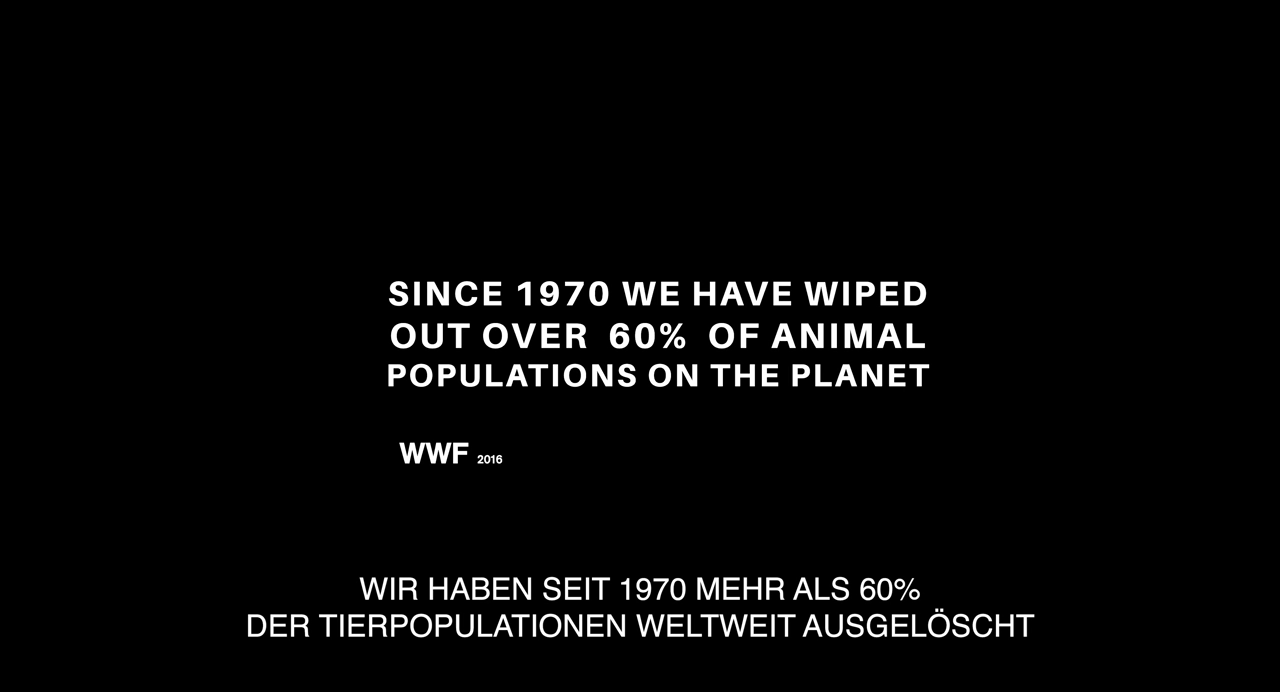 SINCE 1970 WE HAVE WIPED
OUT OVER 60% OF ANIMAL
POPULATIONS ON THE PLANET
WWF 2016
WIR HABEN SEIT 1970 MEHR ALS 60%
DER TIERPOPULATIONEN WELTWEIT AUSGELÖSCHT